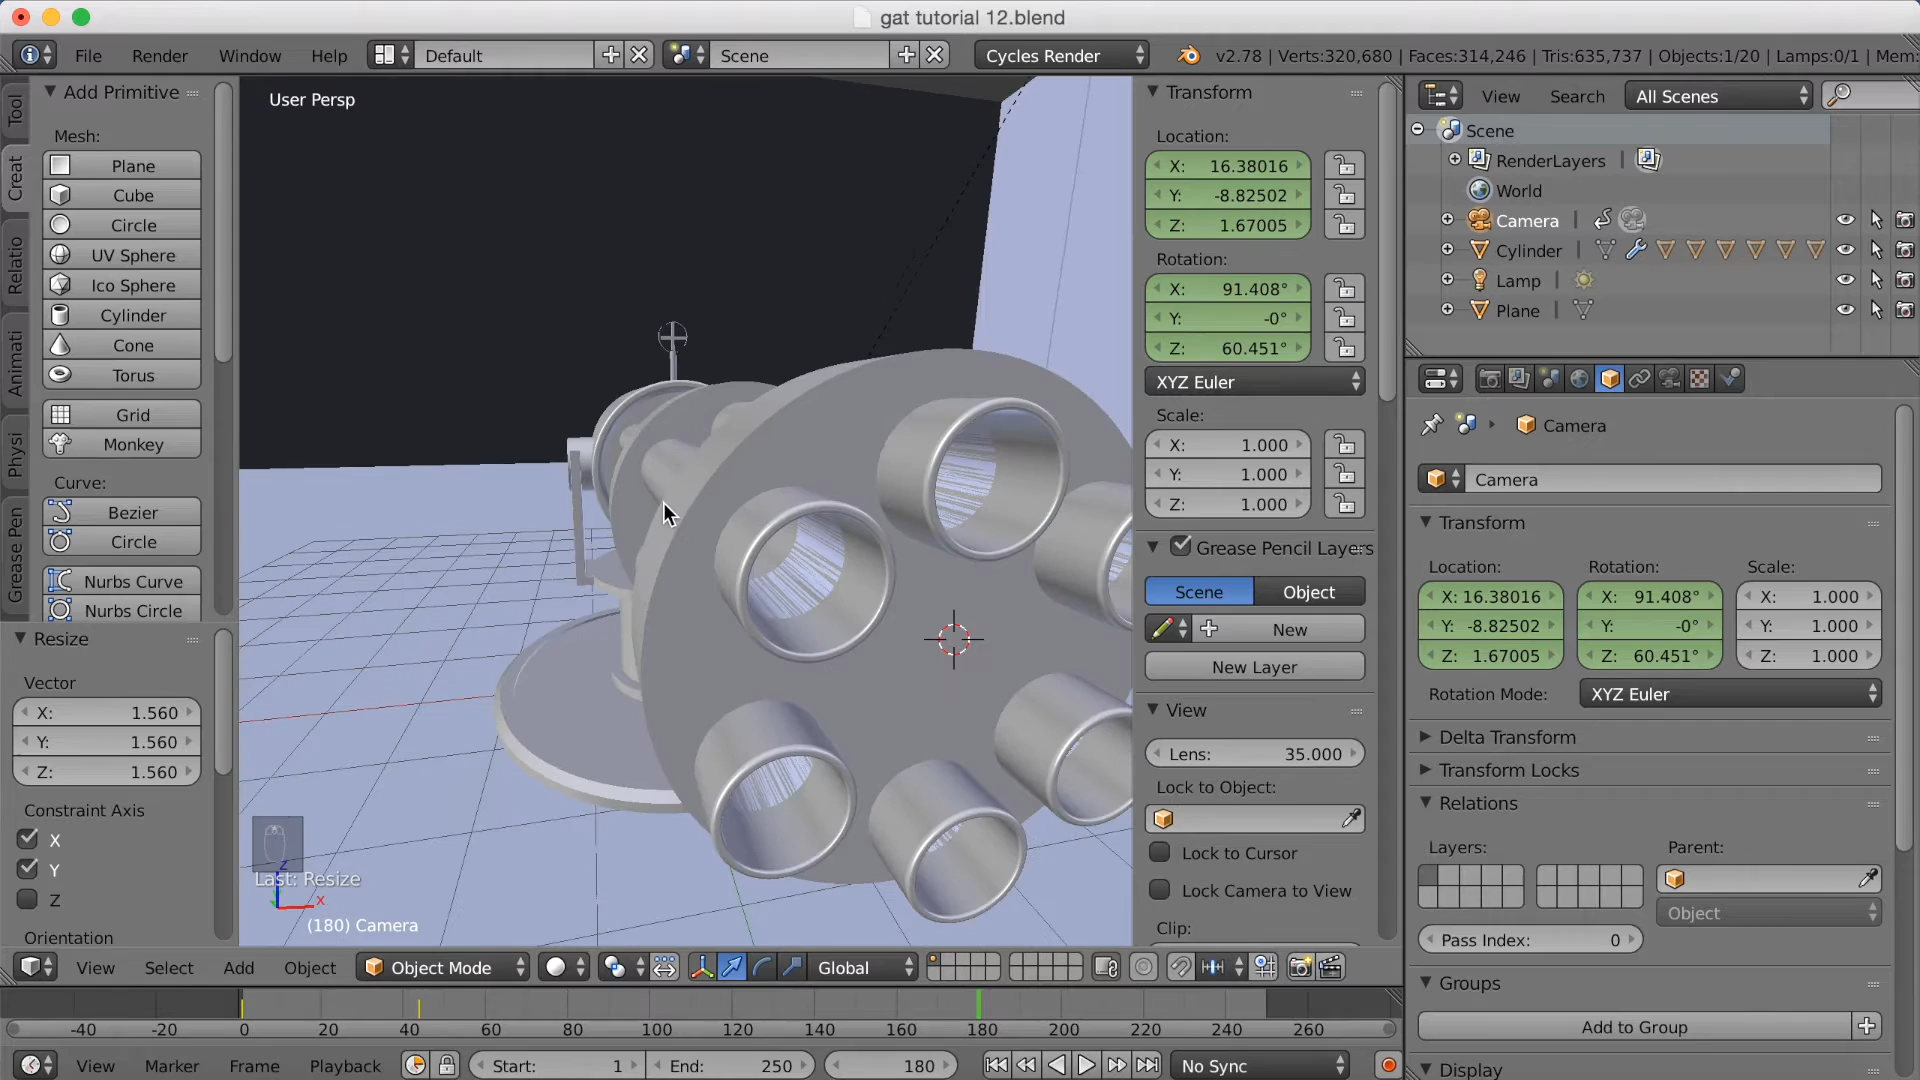 gat tutorial 12.blend
File Render Window Help Default Scene Cycles Render v2.78 | Verts:320,680 | Faces:314,246 | Tris:635,737 | Objects:1/20 | Lamps:0/1 | Mem:
Add Primitive
Mesh:
Plane
Cube
Circle
UV Sphere
Ico Sphere
Cylinder
Cone
Torus
Grid
Monkey
Curve:
Bezier
Circle
Nurbs Curve
Nurbs Circle
Tool
Creat
Relatio
Animati
Physi
Grease Pen
Resize
Vector
X: 1.560
Y: 1.560
Z: 1.560
Constraint Axis
X
Y
Z
Orientation
User Persp
Last: Resize
Z
X
(180) Camera
Transform
Location:
X: 16.38016
Y: -8.82502
Z: 1.67005
Rotation:
X: 91.408°
Y: -0°
Z: 60.451°
XYZ Euler
Scale:
X: 1.000
Y: 1.000
Z: 1.000
Grease Pencil Layers
Scene Object
New
New Layer
View
Lens: 35.000
Lock to Object:
Lock to Cursor
Lock Camera to View
Clip:
View Search All Scenes
Scene
RenderLayers |
World
Camera |
Cylinder |
Lamp |
Plane |
Camera
Camera
Transform
Location: Rotation: Scale:
X: 16.38016 X: 91.408° X: 1.000
Y: -8.82502 Y: -0° Y: 1.000
Z: 1.67005 Z: 60.451° Z: 1.000
Rotation Mode: XYZ Euler
Delta Transform
Transform Locks
Relations
Layers: Parent:
Object
Pass Index: 0
Groups
Add to Group
Display
View Select Add Object Object Mode Global
-40 -20 0 20 40 60 80 100 120 140 160 180 200 220 240 260
View Marker Frame Playback Start: 1 End: 250 180 No Sync